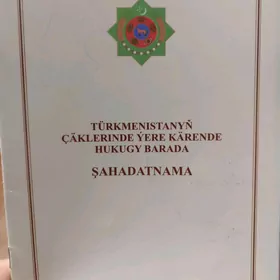 TÜRKMENISTANYŇ
ÇÄKLERINDE ÝERE KÄRENDE
HUKUGY BARADA
ŞAHADATNAMA